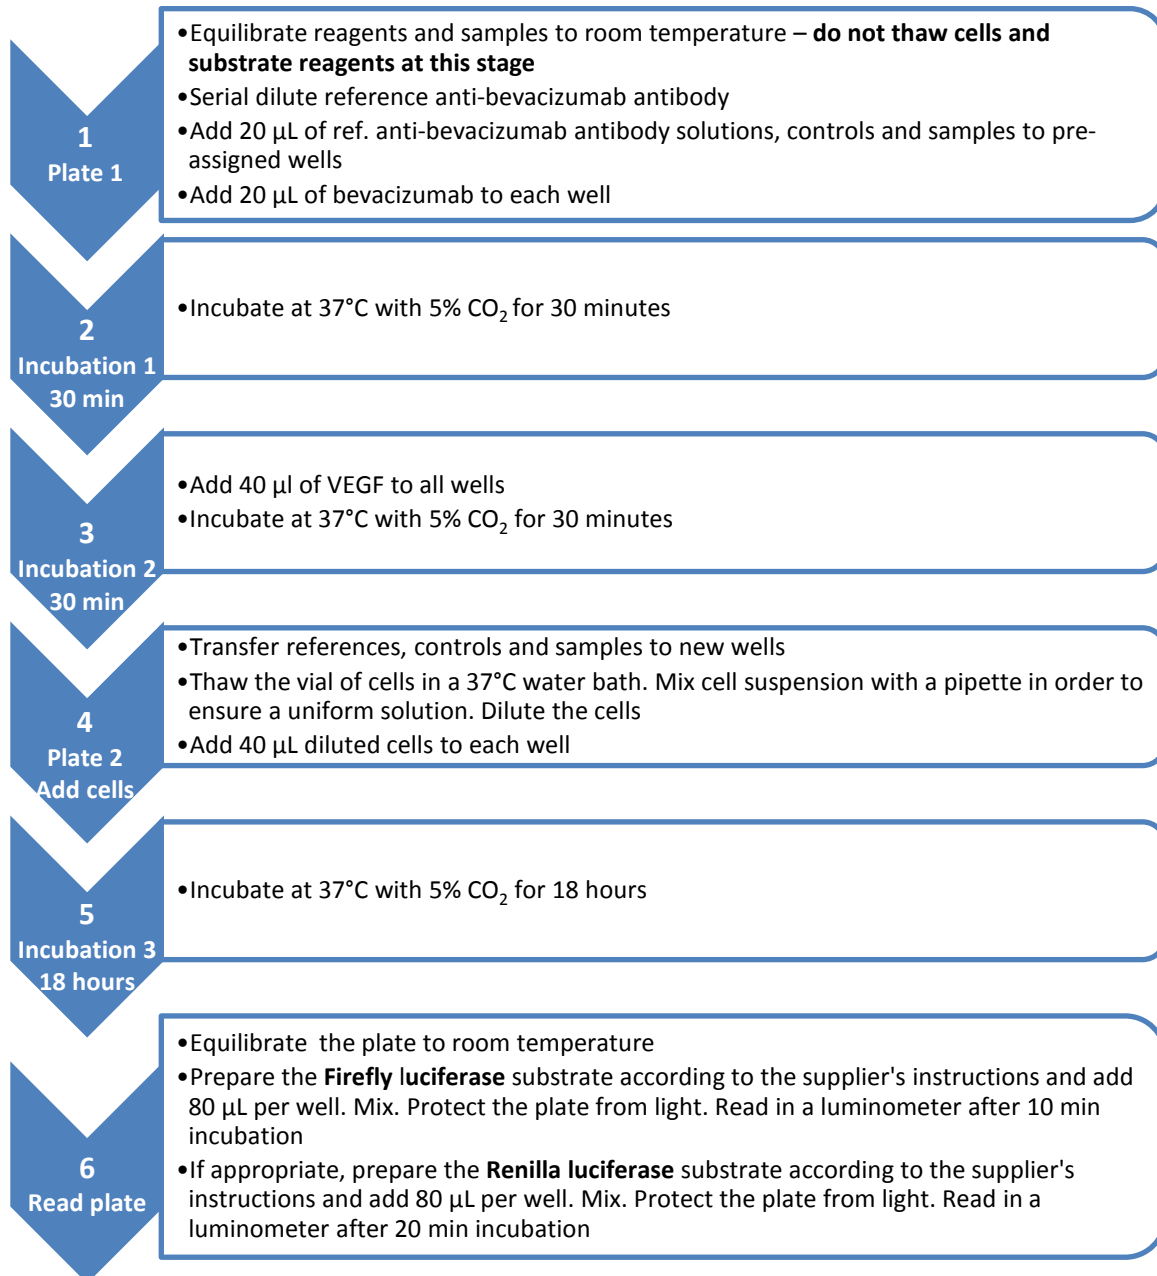 1
Plate 1
•Equilibrate reagents and samples to room temperature – do not thaw cells and
substrate reagents at this stage
•Serial dilute reference anti-bevacizumab antibody
•Add 20 µL of ref. anti-bevacizumab antibody solutions, controls and samples to pre-
assigned wells
•Add 20 µL of bevacizumab to each well
2
Incubation 1
30 min
•Incubate at 37°C with 5% CO₂ for 30 minutes
3
Incubation 2
30 min
•Add 40 µl of VEGF to all wells
•Incubate at 37°C with 5% CO₂ for 30 minutes
4
Plate 2
Add cells
•Transfer references, controls and samples to new wells
•Thaw the vial of cells in a 37°C water bath. Mix cell suspension with a pipette in order to
ensure a uniform solution. Dilute the cells
•Add 40 µL diluted cells to each well
5
Incubation 3
18 hours
•Incubate at 37°C with 5% CO₂ for 18 hours
6
Read plate
•Equilibrate the plate to room temperature
•Prepare the Firefly luciferase substrate according to the supplier's instructions and add
80 µL per well. Mix. Protect the plate from light. Read in a luminometer after 10 min
incubation
•If appropriate, prepare the Renilla luciferase substrate according to the supplier's
instructions and add 80 µL per well. Mix. Protect the plate from light. Read in a
luminometer after 20 min incubation